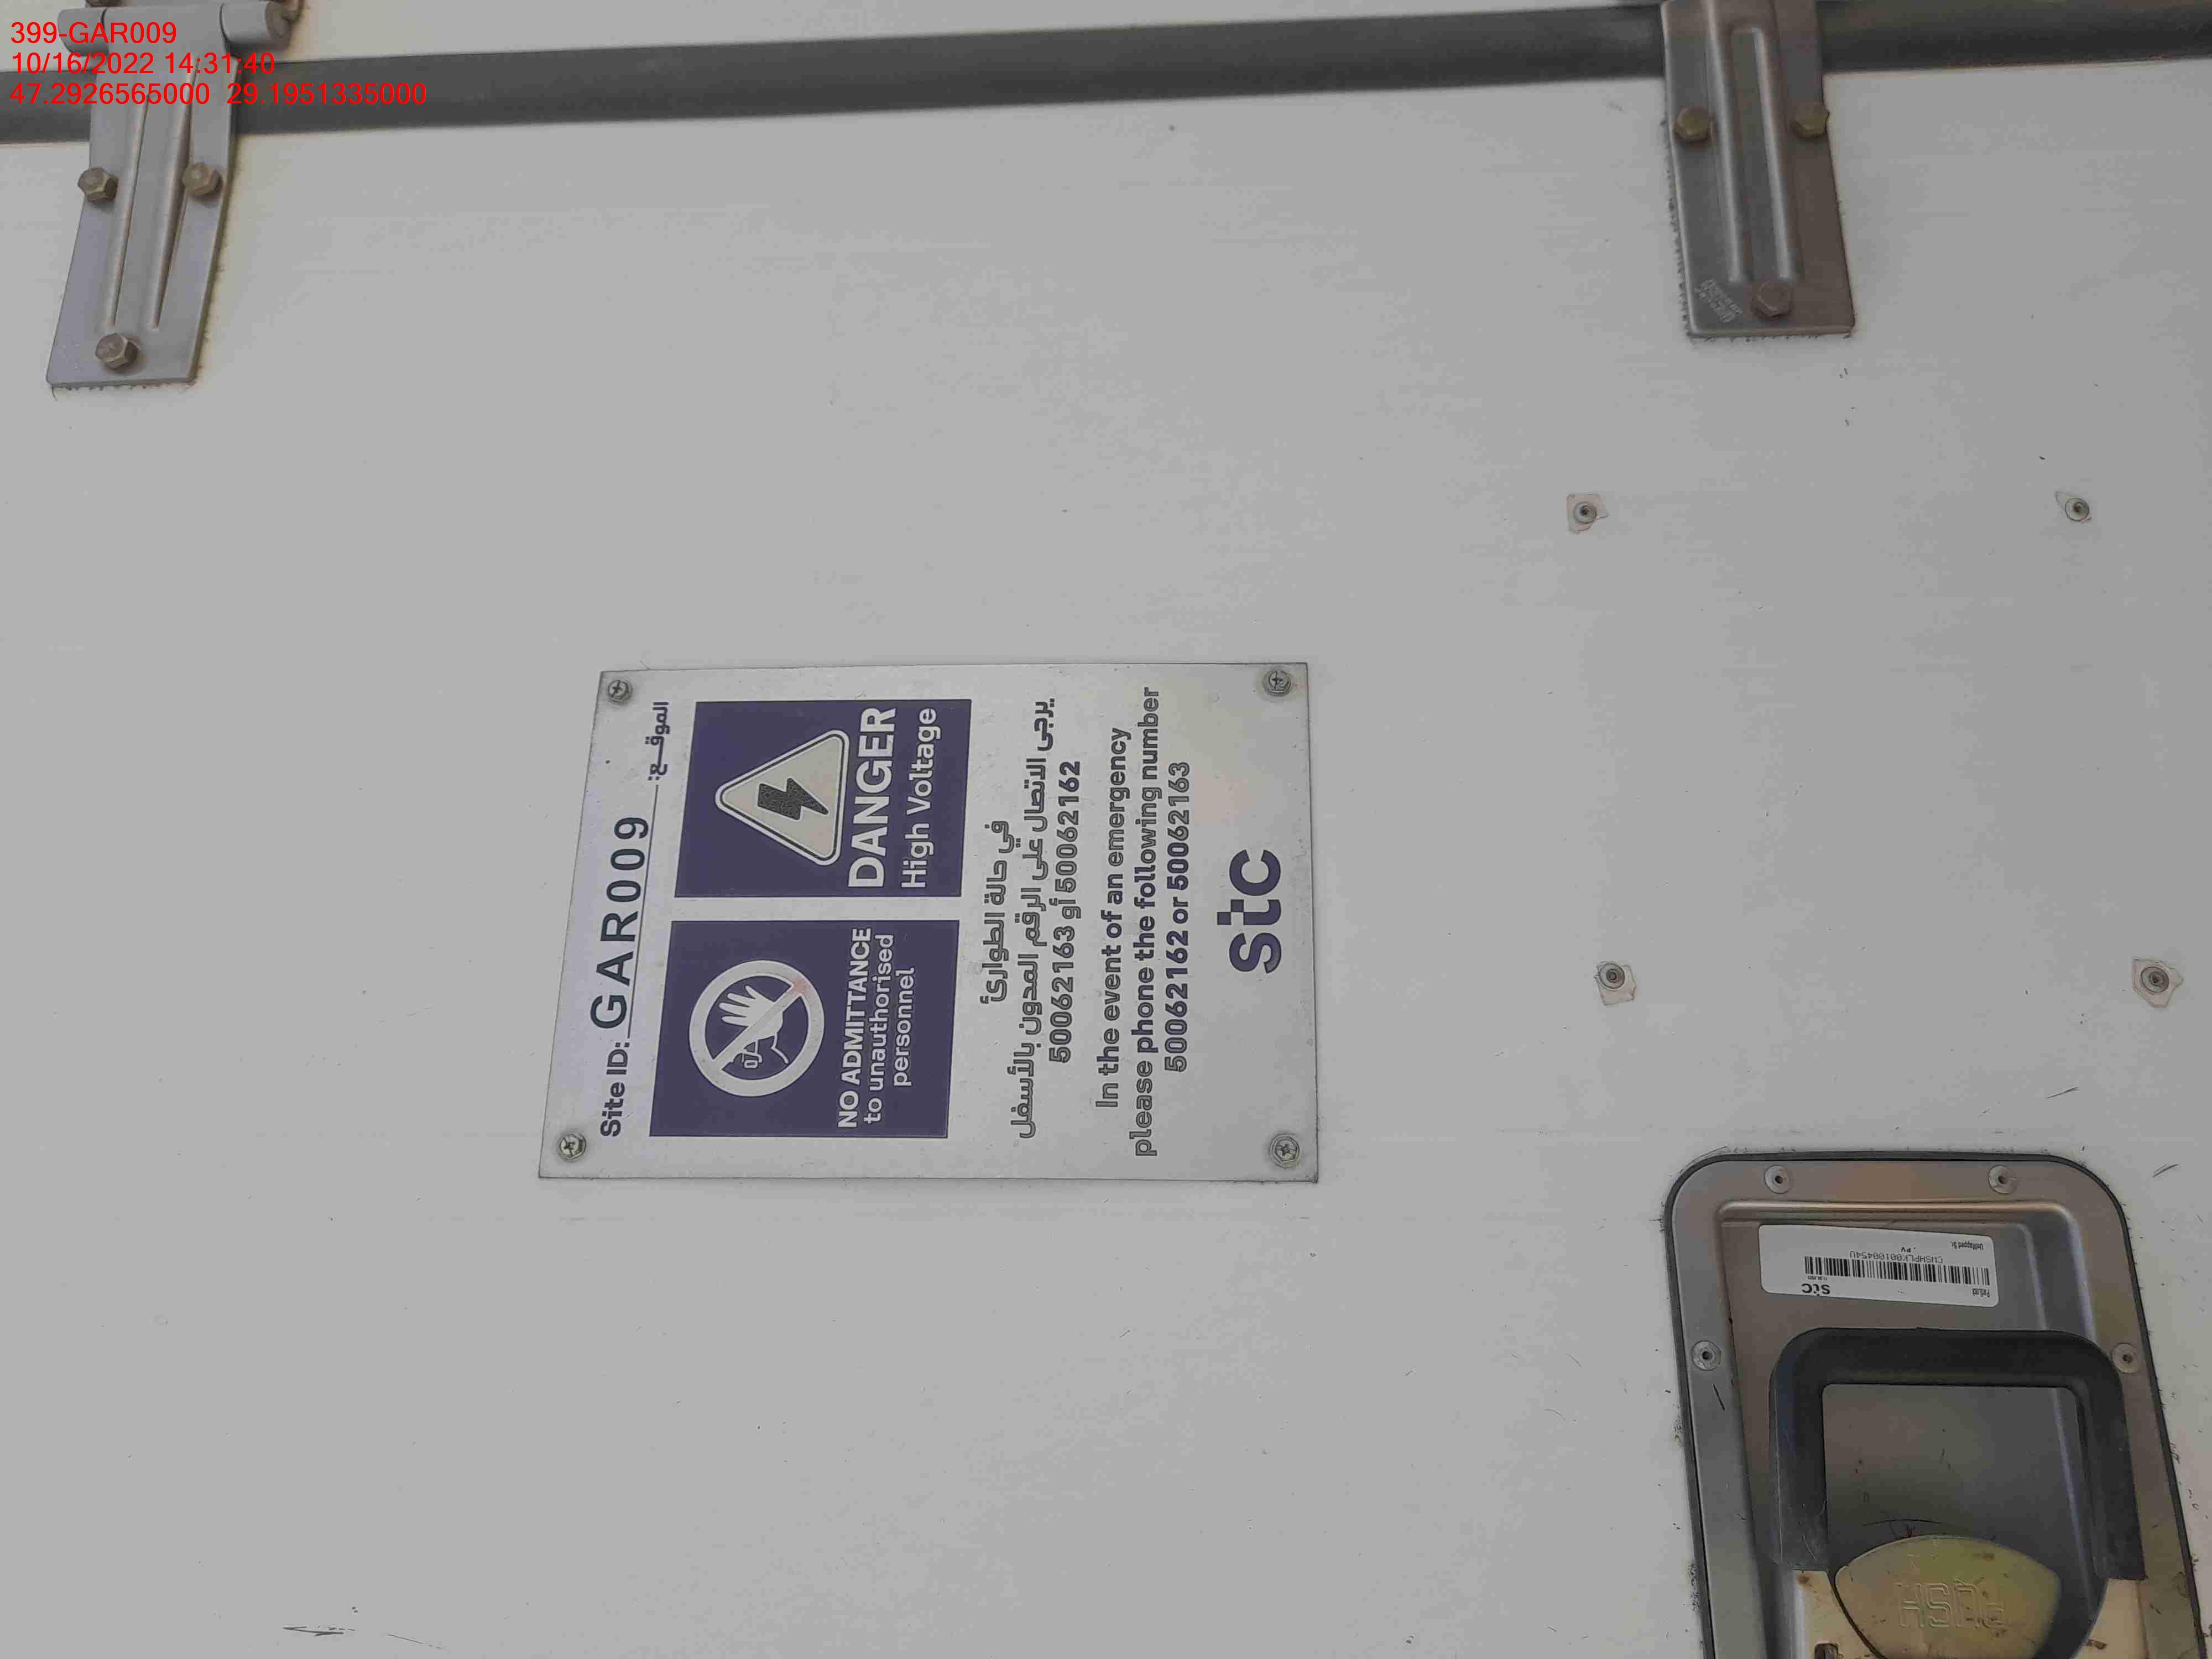 399-GAR009
10/16/2022 14:31:40
47.2926565000 29.1951335000
Site ID: GAR009 الموقــع:
NO ADMITTANCE
to unauthorised
personnel
DANGER
High Voltage
في حالة الطوارئ
يرجى الاتصال على الرقم المدون بالأسفل
50062163 أو 50062162
In the event of an emergency
please phone the following number
50062162 or 50062163
stc
stc
PUSH